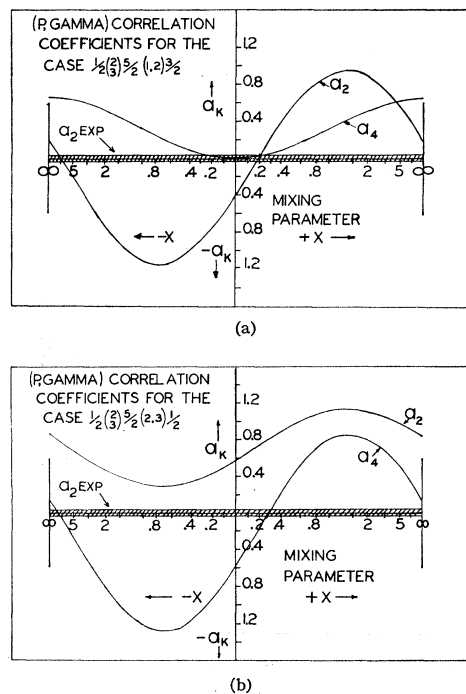 (P,GAMMA) CORRELATION
COEFFICIENTS FOR THE
CASE ½(2/3)5/2(1,2)3/2
1.2
0.8
0.4
aK
a2
a4
a2EXP
∞ 5 2 .8 .4 .2 .2 .4 .8 2 5 ∞
0.4
0.8
1.2
MIXING
PARAMETER
−X
+X
−aK
(a)
(P,GAMMA) CORRELATION
COEFFICIENTS FOR THE
CASE ½(2/3)5/2(2,3)½
1.2
0.8
0.4
aK
a2
a4
a2EXP
∞ 5 2 .8 .4 .2 .2 .4 .8 2 5 ∞
0.4
0.8
1.2
MIXING
PARAMETER
−X
+X
−aK
(b)